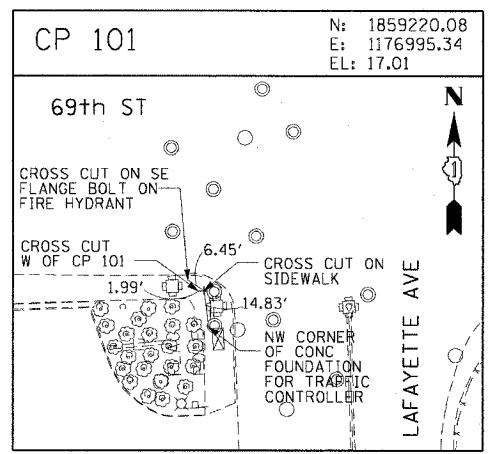 CP 101
N: 1859220.08
E: 1176995.34
EL: 17.01
69th ST
N
1
CROSS CUT ON SE
FLANGE BOLT ON
FIRE HYDRANT
CROSS CUT
W OF CP 101
6.45'
CROSS CUT ON
SIDEWALK
1.99'
14.83'
NW CORNER
OF CONC
FOUNDATION
FOR TRAFFIC
CONTROLLER
LAFAYETTE AVE